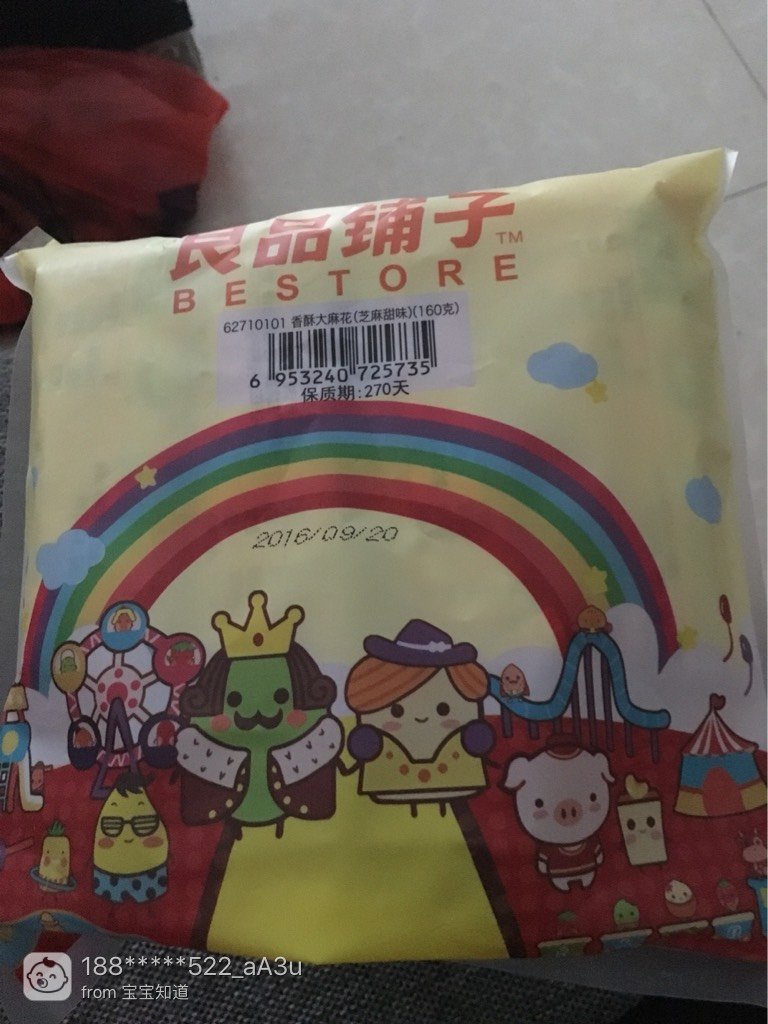 良品铺子 TM
BESTORE
62710101 香酥大麻花(芝麻甜味)(160克)
6 953240 725735
保质期:270天
2016/09/20
188*****522_aA3u
from 宝宝知道